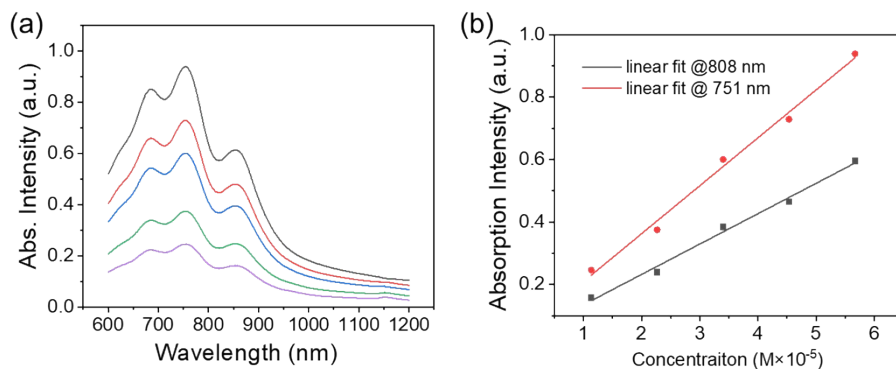 (a)
Abs. Intensity (a.u.)
1.0
0.8
0.6
0.4
0.2
0.0
600 700 800 900 1000 1100 1200
Wavelength (nm)
(b)
Absorption Intensity (a.u.)
1.0
0.8
0.6
0.4
0.2
linear fit @808 nm
linear fit @ 751 nm
1 2 3 4 5 6
Concentraiton (M×10⁻⁵)